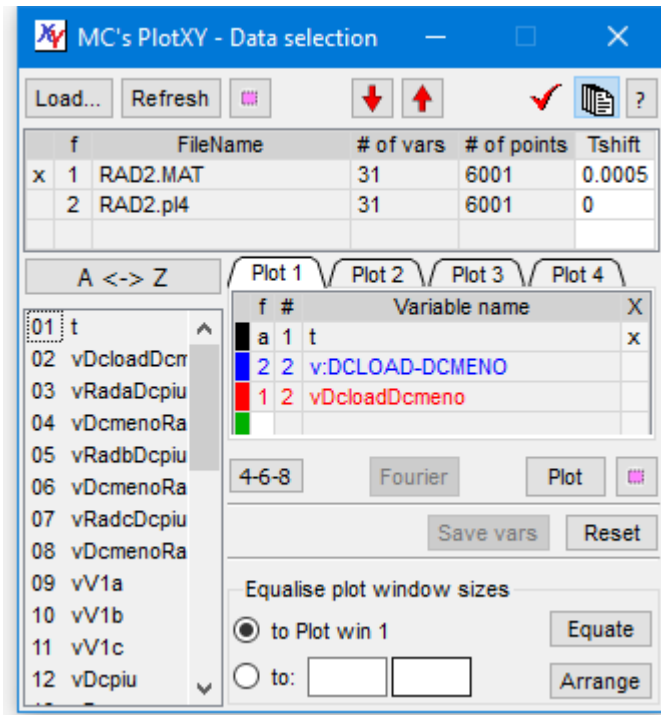 MC's PlotXY - Data selection
Load... Refresh ?
f FileName # of vars # of points Tshift
x 1 RAD2.MAT 31 6001 0.0005
2 RAD2.pl4 31 6001 0
A <-> Z
Plot 1 Plot 2 Plot 3 Plot 4
f # Variable name X
a 1 t x
2 2 v:DCLOAD-DCMENO
1 2 vDcloadDcmeno
01 t
02 vDcloadDcm
03 vRadaDcpiu
04 vDcmenoRa
05 vRadbDcpiu
06 vDcmenoRa
07 vRadcDcpiu
08 vDcmenoRa
09 vV1a
10 vV1b
11 vV1c
12 vDcpiu
4-6-8 Fourier Plot
Save vars Reset
Equalise plot window sizes
to Plot win 1 Equate
to: Arrange